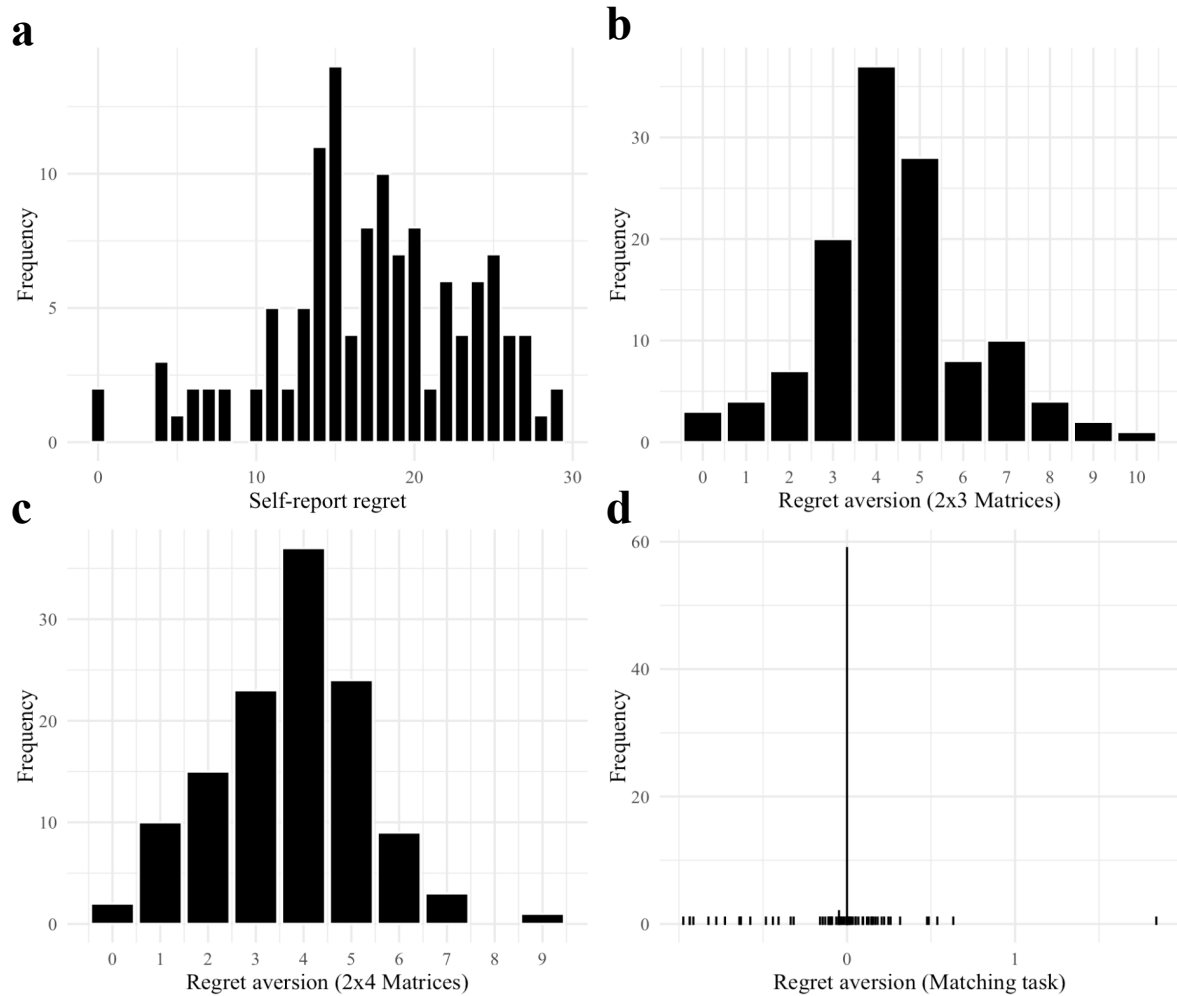 a
Frequency
10
5
0
0 10 20 30
Self-report regret
b
Frequency
30
20
10
0
0 1 2 3 4 5 6 7 8 9 10
Regret aversion (2x3 Matrices)
c
Frequency
30
20
10
0
0 1 2 3 4 5 6 7 8 9
Regret aversion (2x4 Matrices)
d
Frequency
60
40
20
0
0 1
Regret aversion (Matching task)